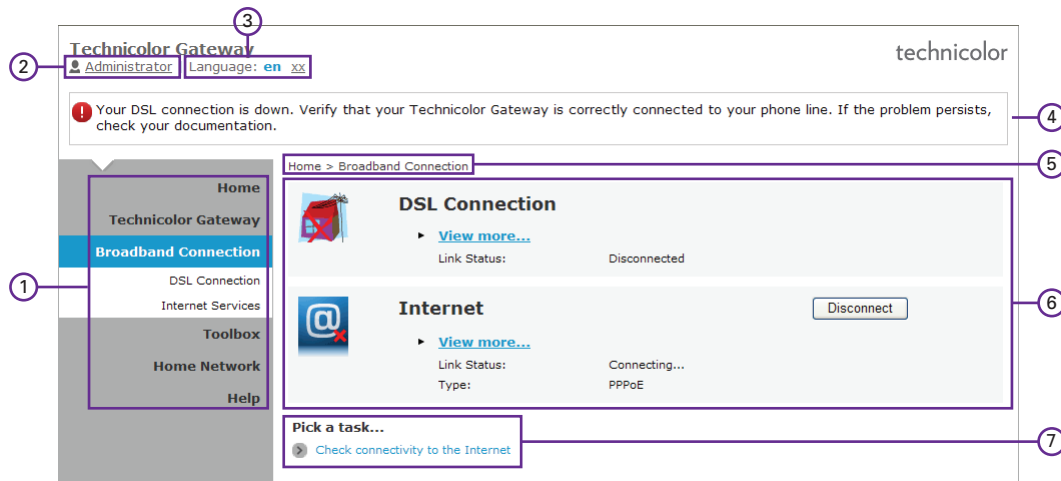 3
Technicolor Gateway
technicolor
2
Administrator Language: en xx
Your DSL connection is down. Verify that your Technicolor Gateway is correctly connected to your phone line. If the problem persists,
check your documentation.
4
Home > Broadband Connection
5
Home
Technicolor Gateway
Broadband Connection
DSL Connection
Internet Services
Toolbox
Home Network
Help
1
DSL Connection
View more...
Link Status: Disconnected
Internet
Disconnect
View more...
Link Status: Connecting...
Type: PPPoE
6
Pick a task...
Check connectivity to the Internet
7